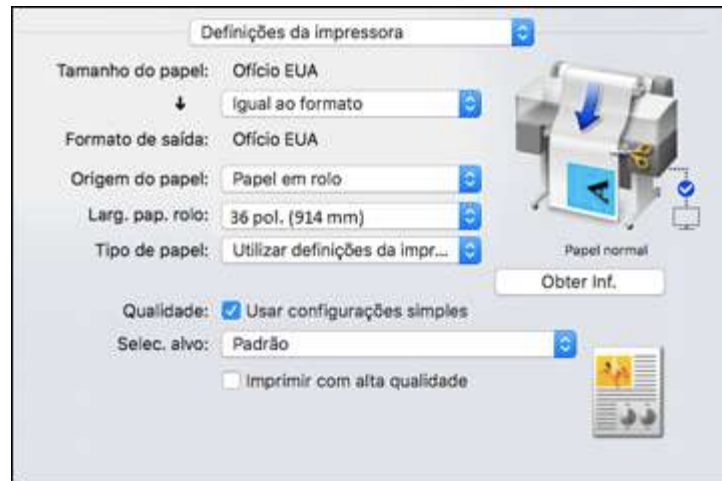 Definições da impressora
Tamanho do papel: Ofício EUA
Igual ao formato
Formato de saída: Ofício EUA
Origem do papel: Papel em rolo
Larg. pap. rolo: 36 pol. (914 mm)
Tipo de papel: Utilizar definições da impr...
Papel normal
Obter Inf.
Qualidade: Usar configurações simples
Selec. alvo: Padrão
Imprimir com alta qualidade